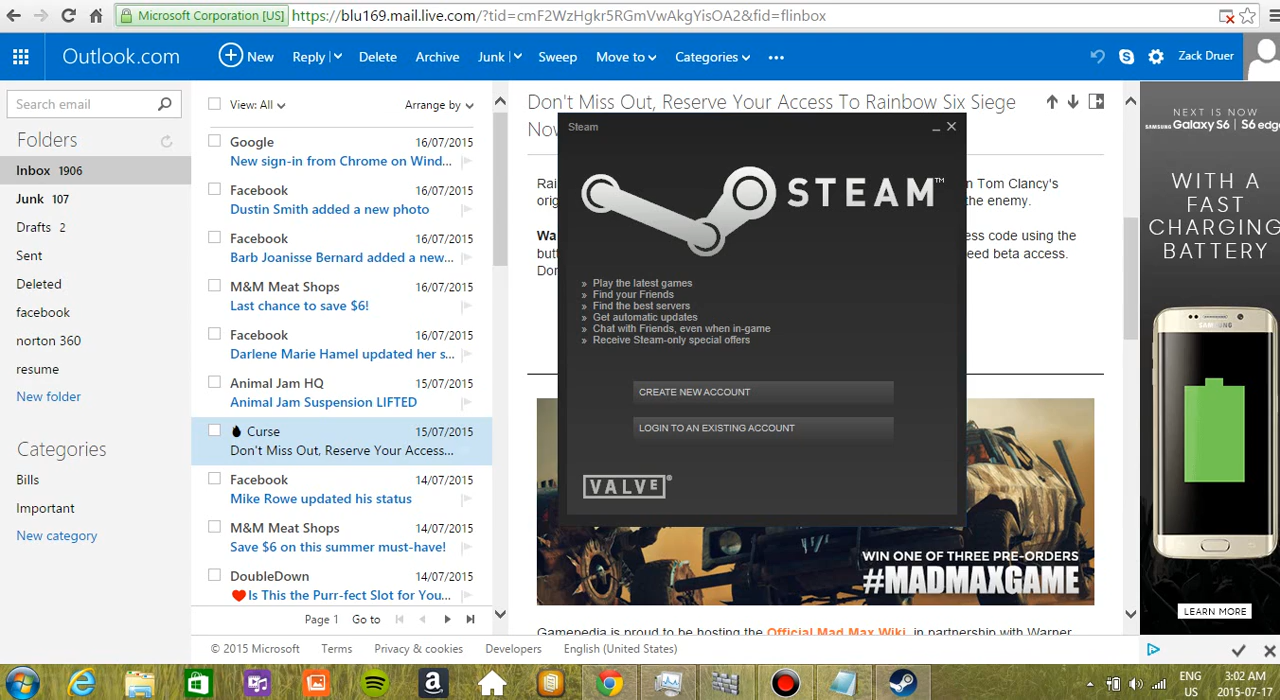 Microsoft Corporation [US]
https://blu169.mail.live.com/?tid=cmF2WzHgkr5RGmVwAkgYisOA2&fid=flinbox
Outlook.com
New
Reply
Delete
Archive
Junk
Sweep
Move to
Categories
Zack Druer
Search email
Folders
Inbox 1906
Junk 107
Drafts 2
Sent
Deleted
facebook
norton 360
resume
New folder
Categories
Bills
Important
New category
View: All
Arrange by
Google 16/07/2015
New sign-in from Chrome on Wind...
Facebook 16/07/2015
Dustin Smith added a new photo
Facebook 16/07/2015
Barb Joanisse Bernard added a new...
M&M Meat Shops 16/07/2015
Last chance to save $6!
Facebook 16/07/2015
Darlene Marie Hamel updated her s...
Animal Jam HQ 15/07/2015
Animal Jam Suspension LIFTED
Curse 15/07/2015
Don't Miss Out, Reserve Your Access...
Facebook 14/07/2015
Mike Rowe updated his status
M&M Meat Shops 14/07/2015
Save $6 on this summer must-have!
DoubleDown 14/07/2015
Is This the Purr-fect Slot for You...
Page 1 Go to
Don't Miss Out, Reserve Your Access To Rainbow Six Siege
Steam
STEAM™
» Play the latest games
» Find your Friends
» Find the best servers
» Get automatic updates
» Chat with Friends, even when in-game
» Receive Steam-only special offers
CREATE NEW ACCOUNT
LOGIN TO AN EXISTING ACCOUNT
VALVE®
Tom Clancy's
the enemy.
code using the
beta access.
WIN ONE OF THREE PRE-ORDERS
#MADMAXGAME
Gamepedia is proud to be hosting the Official Mad Max Wiki, in partnership with Warner
NEXT IS NOW
SAMSUNG Galaxy S6 | S6 edge
WITH A
FAST
CHARGING
BATTERY
SAMSUNG
LEARN MORE
© 2015 Microsoft
Terms
Privacy & cookies
Developers
English (United States)
ENG
US
3:02 AM
2015-07-17